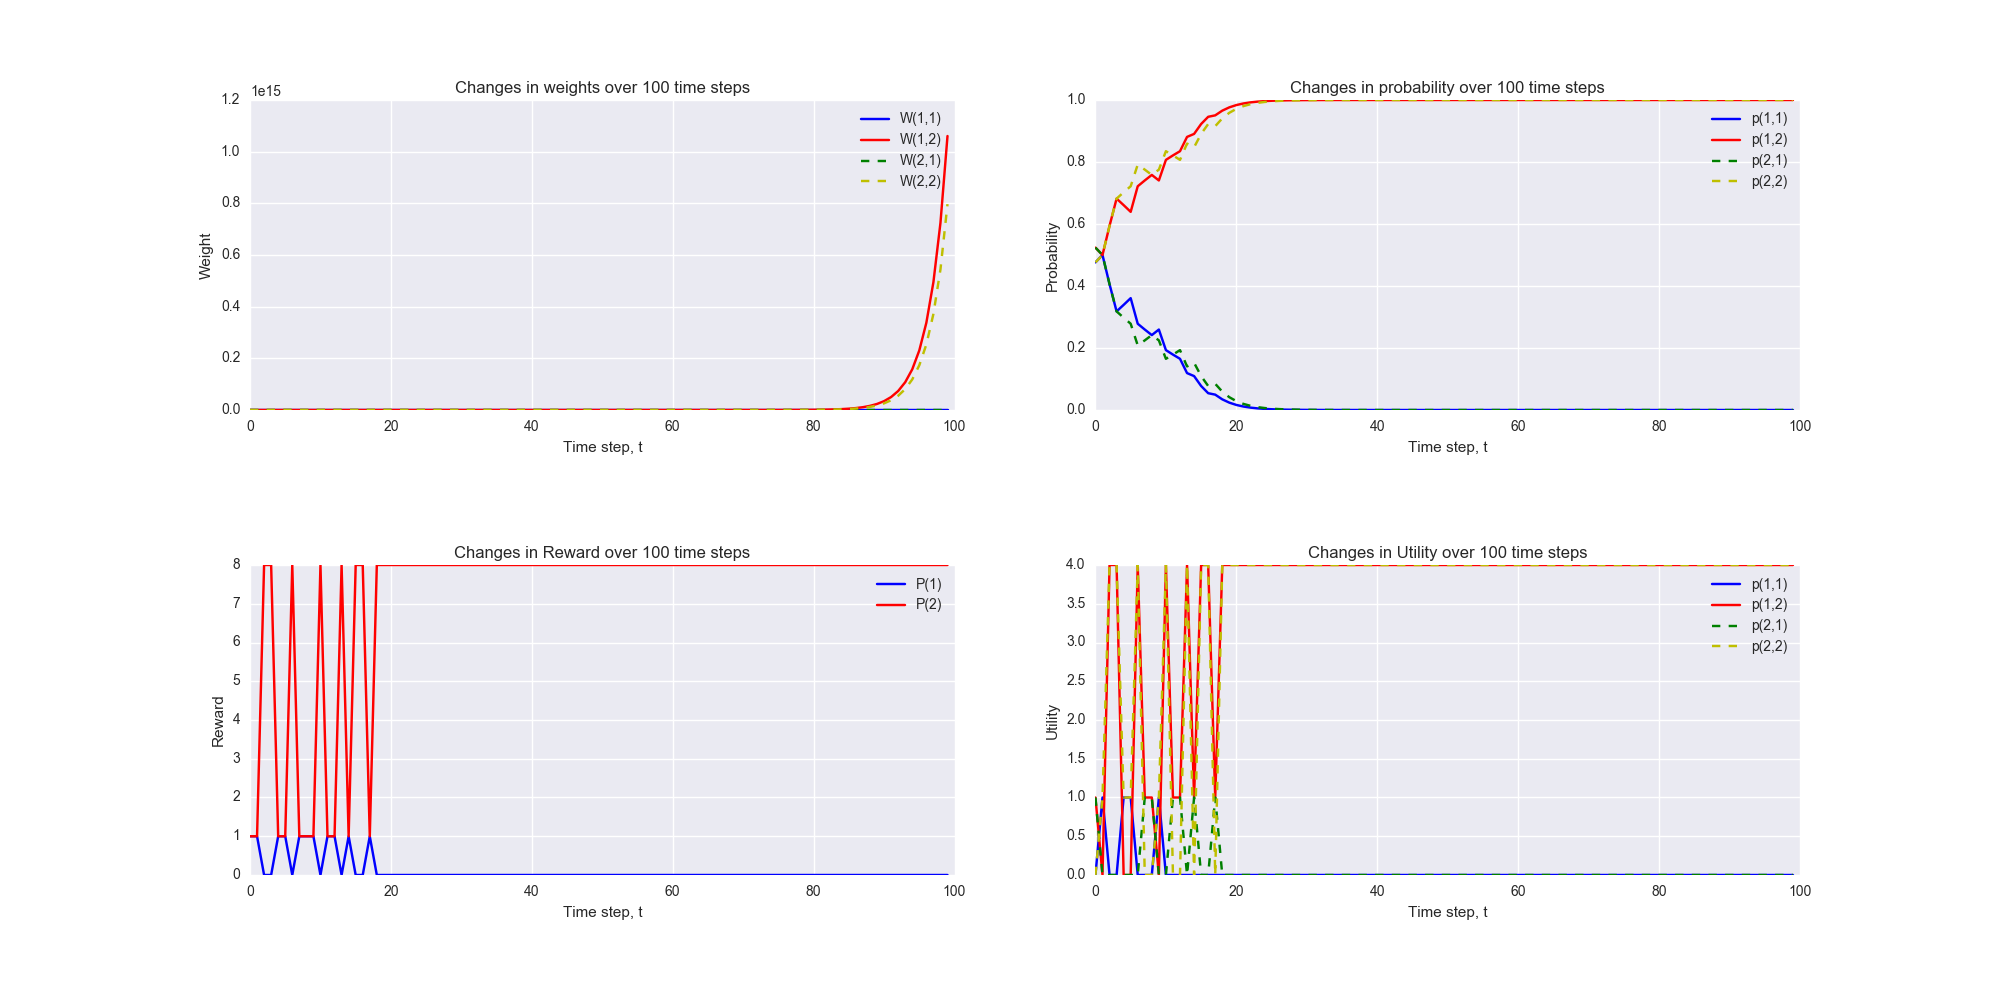 Changes in weights over 100 time steps
1e15
1.2
1.0
0.8
0.6
0.4
0.2
0.0
Weight
W(1,1)
W(1,2)
W(2,1)
W(2,2)
0 20 40 60 80 100
Time step, t
Changes in probability over 100 time steps
1.0
0.8
0.6
0.4
0.2
0.0
Probability
p(1,1)
p(1,2)
p(2,1)
p(2,2)
0 20 40 60 80 100
Time step, t
Changes in Reward over 100 time steps
8
7
6
5
4
3
2
1
0
Reward
P(1)
P(2)
0 20 40 60 80 100
Time step, t
Changes in Utility over 100 time steps
4.0
3.5
3.0
2.5
2.0
1.5
1.0
0.5
0.0
Utility
p(1,1)
p(1,2)
p(2,1)
p(2,2)
0 20 40 60 80 100
Time step, t